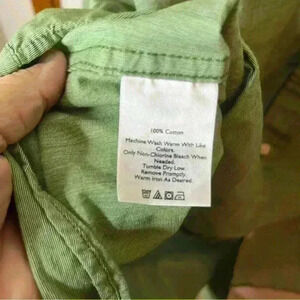 100% Cotton
Machine Wash Warm With Like
Colors.
Only Non-Chlorine Bleach When
Needed.
Tumble Dry Low.
Remove Promptly.
Warm Iron As Desired.